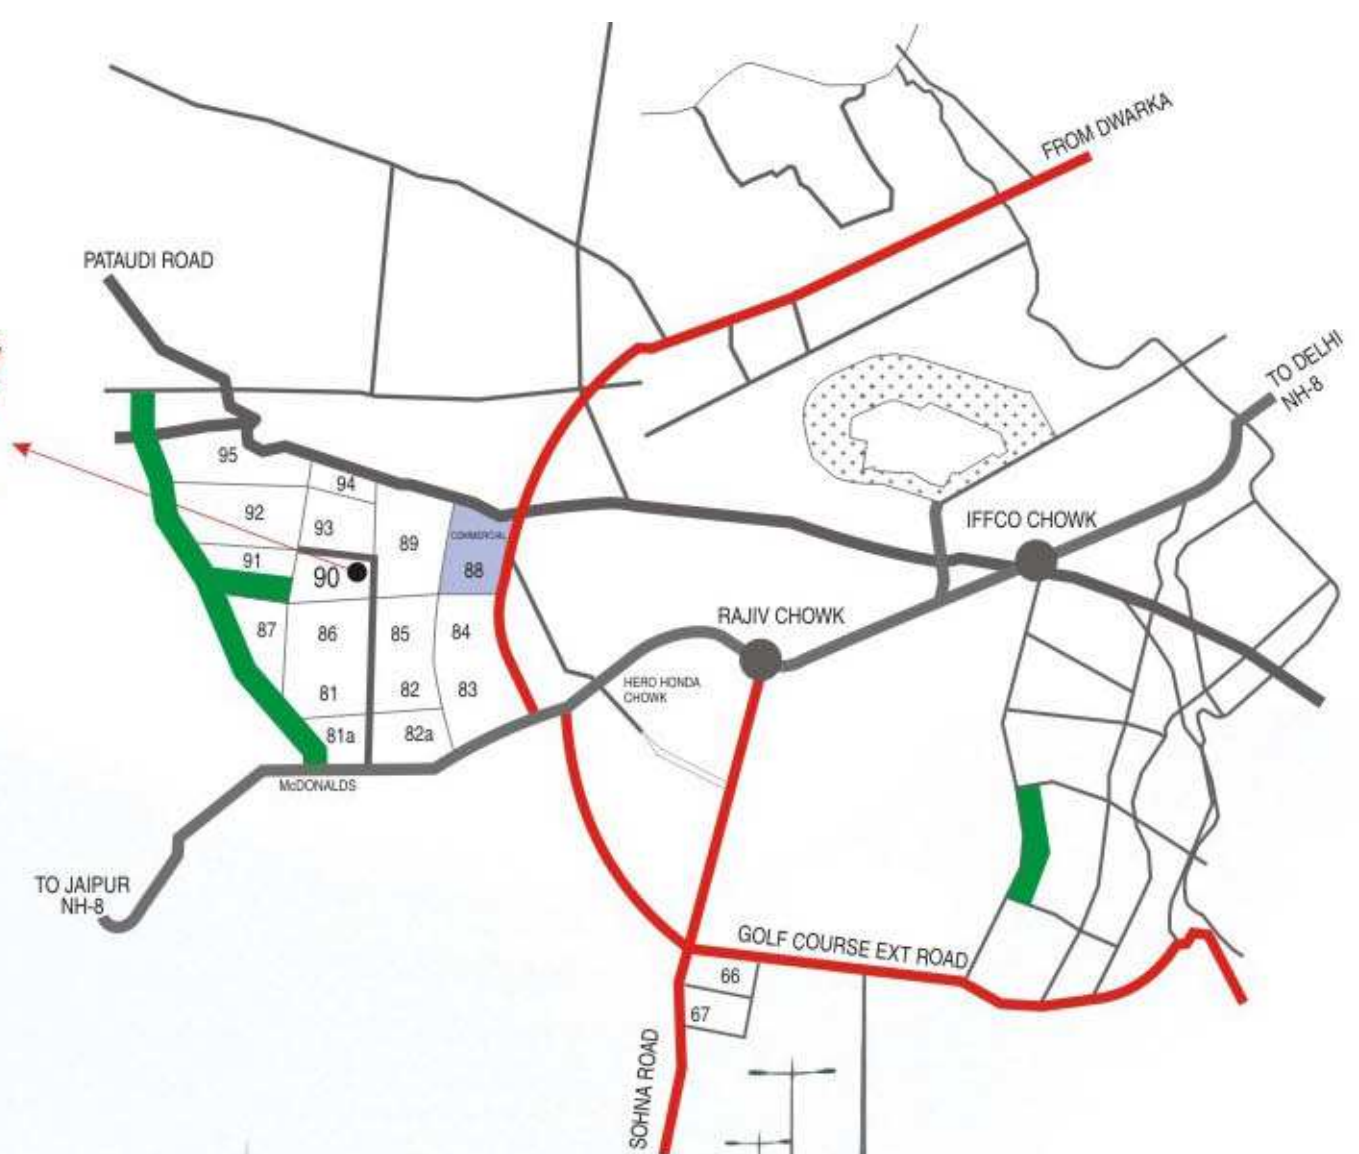 FROM DWARKA
PATAUDI ROAD
TO DELHI
NH-8
95
94
92
93
89
COMMERCIAL
88
91
90
IFFCO CHOWK
RAJIV CHOWK
87
86
85
84
HERO HONDA
CHOWK
81
82
83
81a
82a
McDONALDS
TO JAIPUR
NH-8
GOLF COURSE EXT ROAD
66
67
SOHNA ROAD